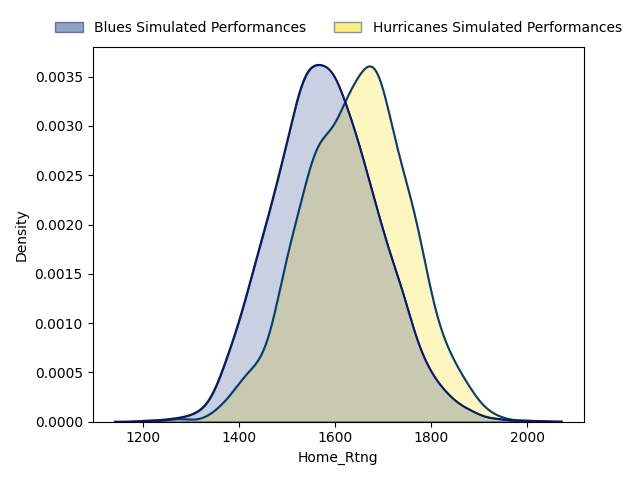 Blues Simulated Performances
Hurricanes Simulated Performances
Density
0.0035
0.0030
0.0025
0.0020
0.0015
0.0010
0.0005
0.0000
1200 1400 1600 1800 2000
Home_Rtng